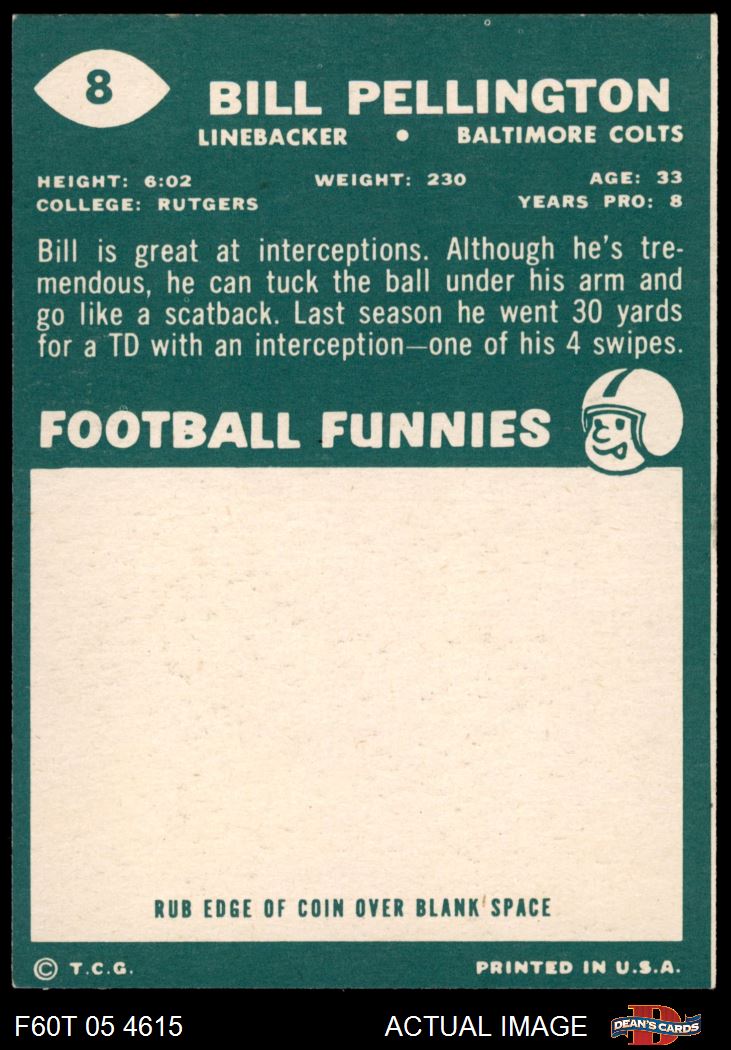 8
BILL PELLINGTON
LINEBACKER • BALTIMORE COLTS
HEIGHT: 6:02 WEIGHT: 230 AGE: 33
COLLEGE: RUTGERS YEARS PRO: 8
Bill is great at interceptions. Although he's tre-
mendous, he can tuck the ball under his arm and
go like a scatback. Last season he went 30 yards
for a TD with an interception—one of his 4 swipes.
FOOTBALL FUNNIES
RUB EDGE OF COIN OVER BLANK SPACE
© T.C.G. PRINTED IN U.S.A.
F60T 05 4615 ACTUAL IMAGE D DEAN'S CARDS